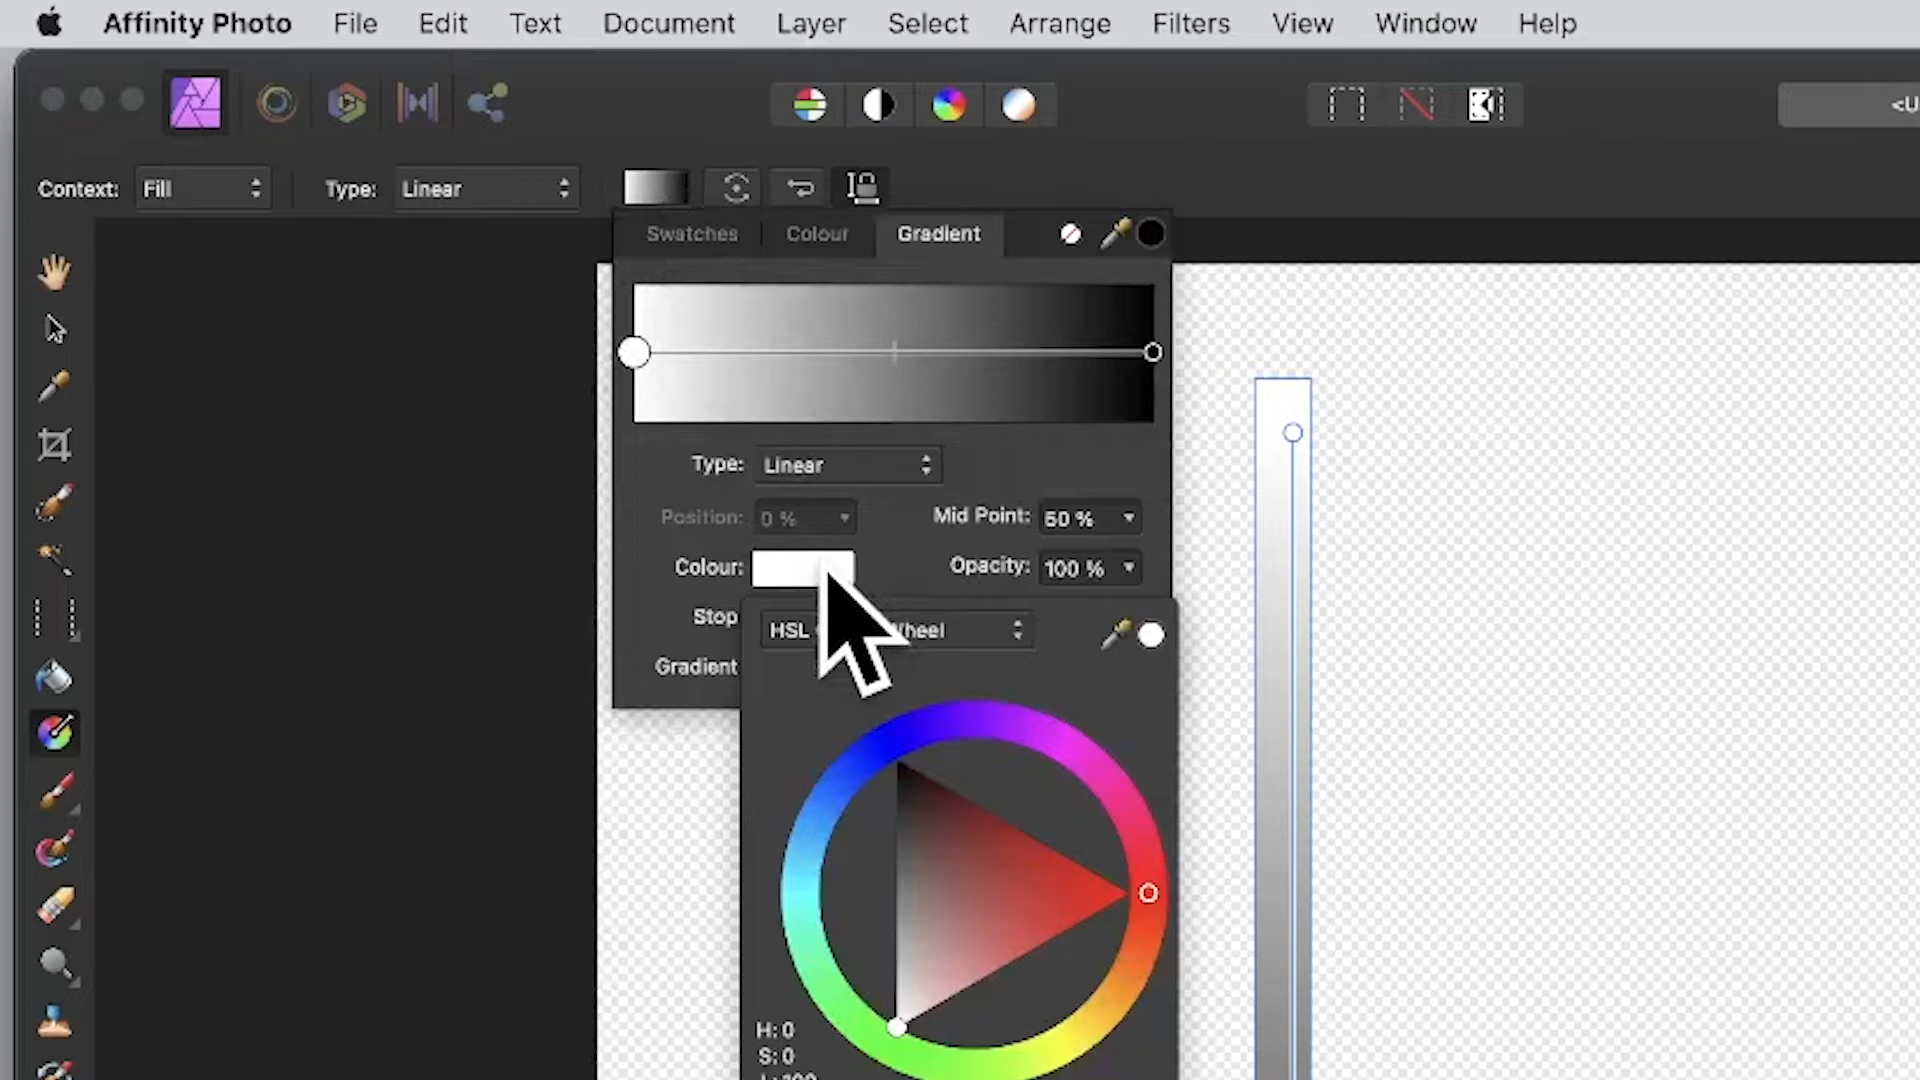 Affinity Photo File Edit Text Document Layer Select Arrange Filters View Window Help
<U
Context: Fill Type: Linear
Swatches Colour Gradient
Type: Linear
Position: 0 % Mid Point: 50 %
Colour: Opacity: 100 %
Stop
HSL Wheel
Gradient
H: 0
S: 0
L: 100